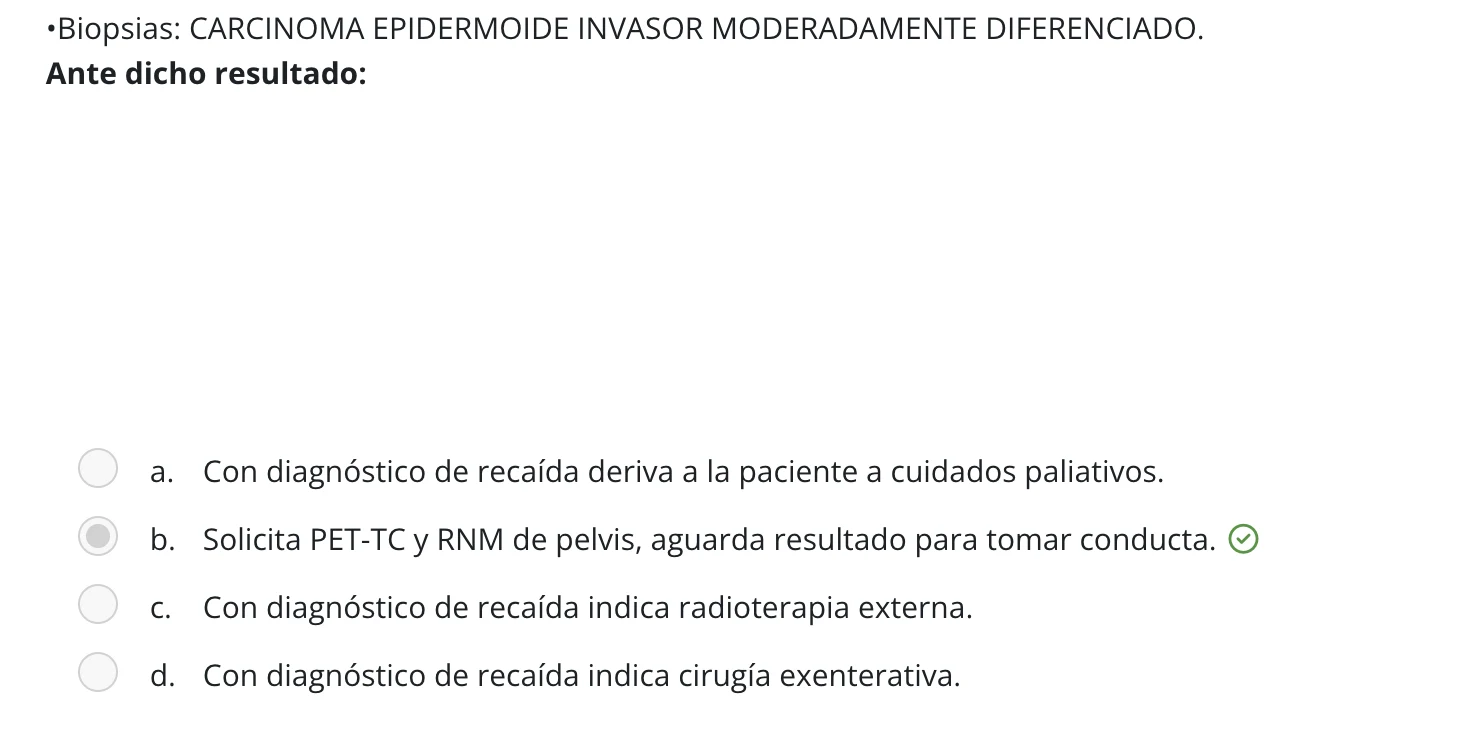 •Biopsias: CARCINOMA EPIDERMOIDE INVASOR MODERADAMENTE DIFERENCIADO.
Ante dicho resultado:
a. Con diagnóstico de recaída deriva a la paciente a cuidados paliativos.
b. Solicita PET-TC y RNM de pelvis, aguarda resultado para tomar conducta.
c. Con diagnóstico de recaída indica radioterapia externa.
d. Con diagnóstico de recaída indica cirugía exenterativa.